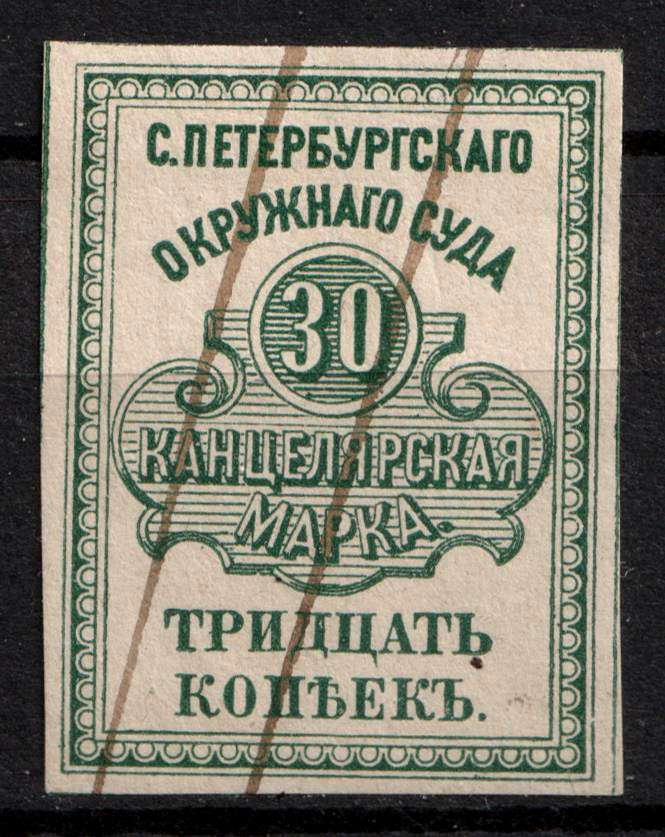 С.ПЕТЕРБУРГСКАГО
ОКРУЖНАГО СУДА
30
КАНЦЕЛЯРСКАЯ
МАРКА.
ТРИДЦАТЬ
КОПѢЕКЪ.